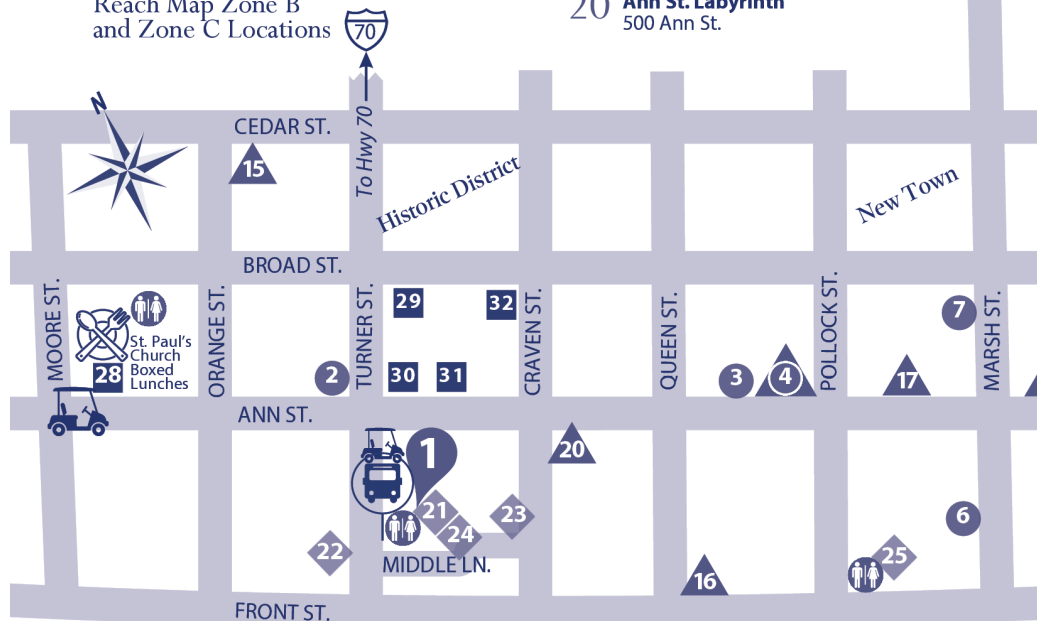 Reach Map Zone B
and Zone C Locations
70
20
Ann St. Labyrinth
500 Ann St.
N
To Hwy 70
CEDAR ST.
15
Historic District
New Town
BROAD ST.
MOORE ST.
ORANGE ST.
TURNER ST.
CRAVEN ST.
QUEEN ST.
POLLOCK ST.
MARSH ST.
29
32
7
St. Paul's
Church
Boxed
Lunches
28
2
30
31
3
4
17
ANN ST.
1
20
21
24
23
22
6
25
MIDDLE LN.
16
FRONT ST.